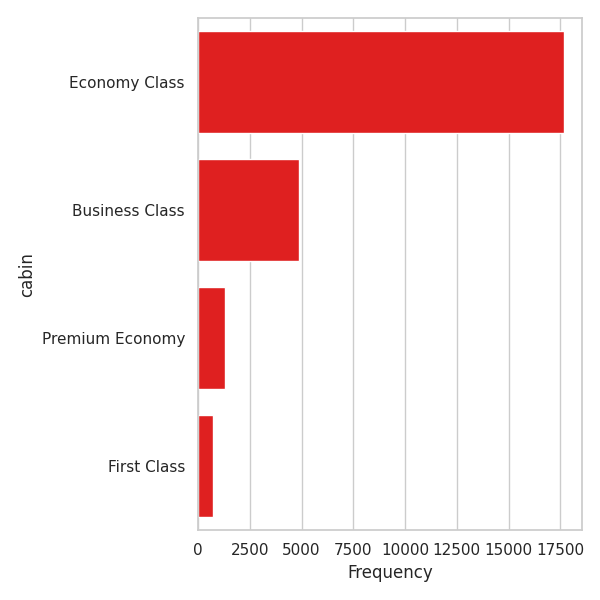 Economy Class
Business Class
Premium Economy
First Class
cabin
0 2500 5000 7500 10000 12500 15000 17500
Frequency